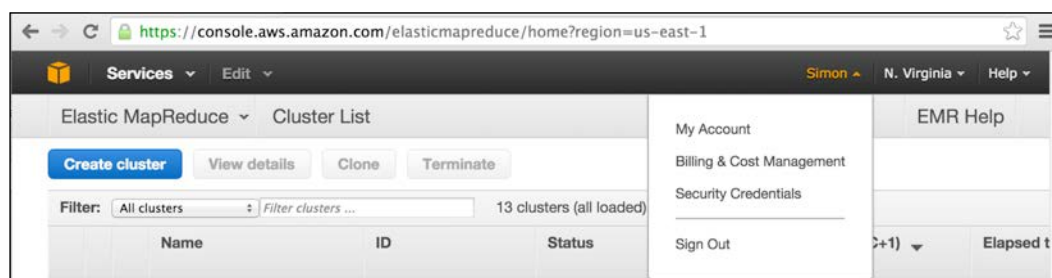 https://console.aws.amazon.com/elasticmapreduce/home?region=us-east-1
Services Edit Simon N. Virginia Help
Elastic MapReduce Cluster List EMR Help
My Account
Create cluster View details Clone Terminate
Billing & Cost Management
Security Credentials
Filter: All clusters Filter clusters ... 13 clusters (all loaded)
Sign Out
Name ID Status C+1) Elapsed t